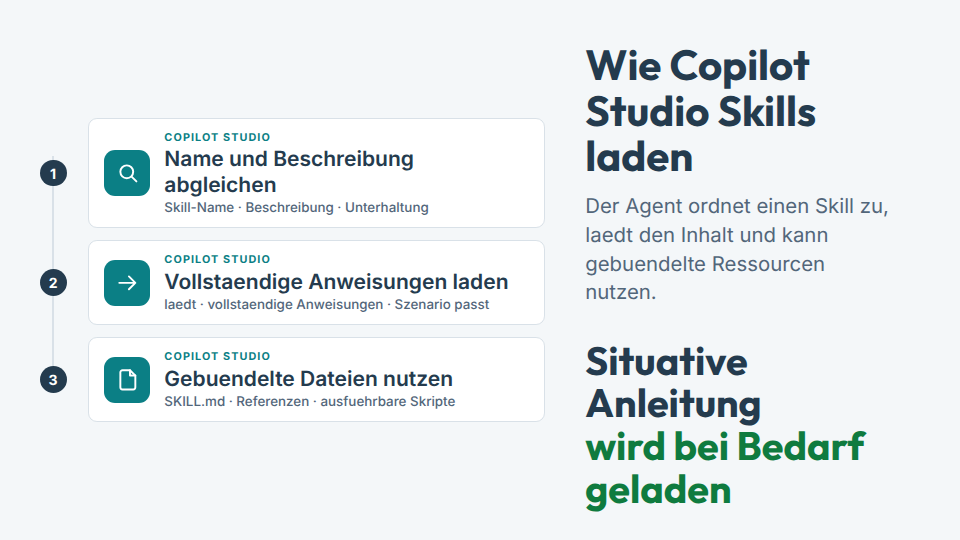 1
COPILOT STUDIO
Name und Beschreibung
abgleichen
Skill-Name · Beschreibung · Unterhaltung
2
COPILOT STUDIO
Vollstaendige Anweisungen laden
laedt · vollstaendige Anweisungen · Szenario passt
3
COPILOT STUDIO
Gebuendelte Dateien nutzen
SKILL.md · Referenzen · ausfuehrbare Skripte
Wie Copilot
Studio Skills
laden
Der Agent ordnet einen Skill zu,
laedt den Inhalt und kann
gebuendelte Ressourcen
nutzen.
Situative
Anleitung
wird bei Bedarf
geladen